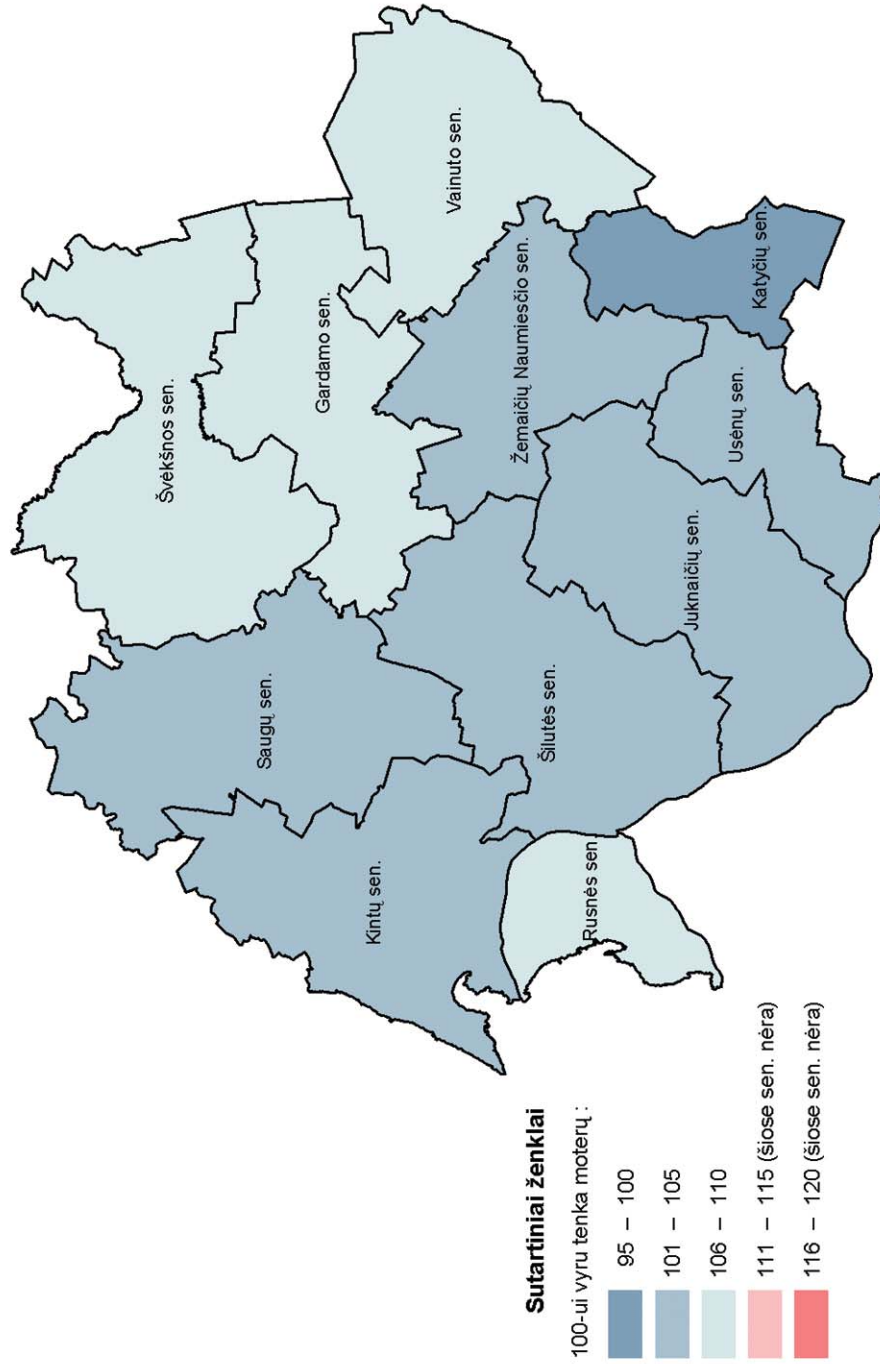 Švėkšnos sen.
Saugų sen.
Gardamo sen.
Vainuto sen.
Kintų sen.
Šilutės sen.
Žemaičių Naumiesčio sen.
Rusnės sen.
Juknaičių sen.
Usėnų sen.
Katyčių sen.
Sutartiniai ženklai
100-ui vyru tenka moterų :
95 – 100
101 – 105
106 – 110
111 – 115 (šiose sen. nėra)
116 – 120 (šiose sen. nėra)